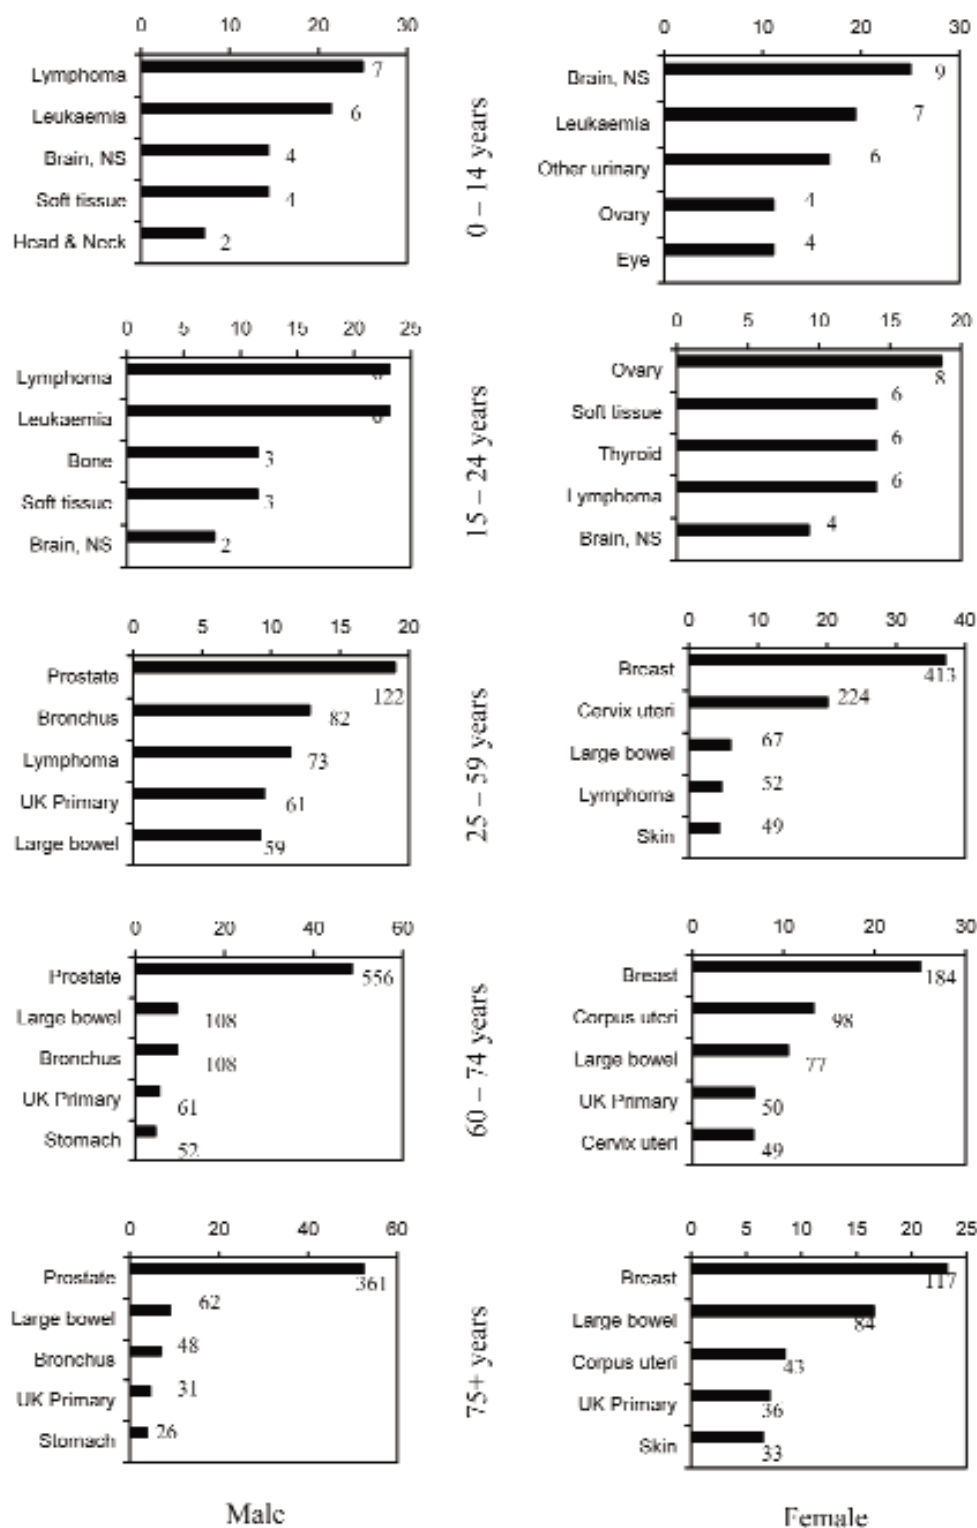 0 10 20 30
Lymphoma 7
Leukaemia 6
Brain, NS 4
Soft tissue 4
Head & Neck 2
0 – 14 years
0 10 20 30
Brain, NS 9
Leukaemia 7
Other urinary 6
Ovary 4
Eye 4
0 5 10 15 20 25
Lymphoma
Leukaemia
Bone 3
Soft tissue 3
Brain, NS 2
15 – 24 years
0 5 10 15 20
Ovary 8
Soft tissue 6
Thyroid 6
Lymphoma 6
Brain, NS 4
0 5 10 15 20
Prostate 122
Bronchus 82
Lymphoma 73
UK Primary 61
Large bowel 59
25 – 59 years
0 10 20 30 40
Breast 413
Cervix uteri 224
Large bowel 67
Lymphoma 52
Skin 49
0 20 40 60
Prostate 556
Large bowel 108
Bronchus 108
UK Primary 61
Stomach 52
60 – 74 years
0 10 20 30
Breast 184
Corpus uteri 98
Large bowel 77
UK Primary 50
Cervix uteri 49
0 20 40 60
Prostate 361
Large bowel 62
Bronchus 48
UK Primary 31
Stomach 26
75+ years
0 5 10 15 20 25
Breast 117
Large bowel 84
Corpus uteri 43
UK Primary 36
Skin 33
Male
Female